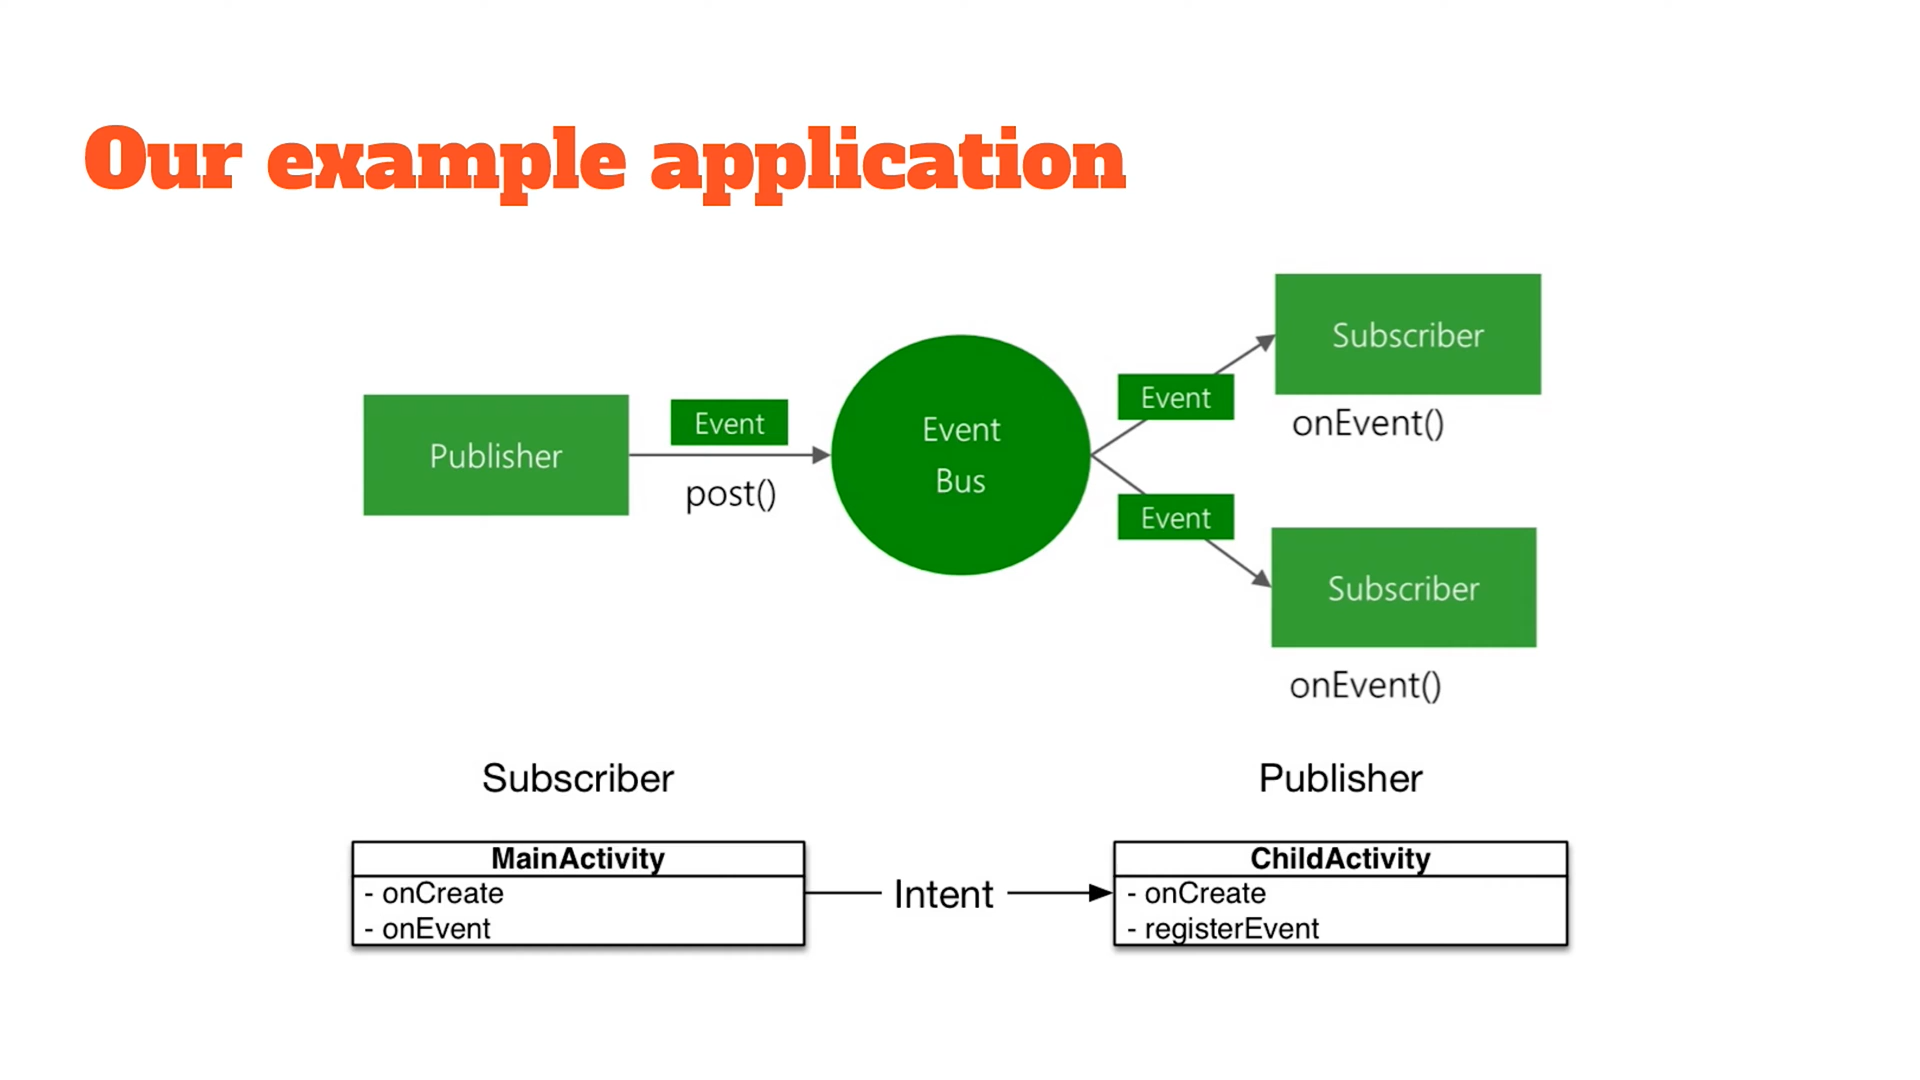 Our example application
Publisher
Event
post()
Event
Bus
Event
Event
Subscriber
onEvent()
Subscriber
onEvent()
Subscriber
Publisher
MainActivity
- onCreate
- onEvent
Intent
ChildActivity
- onCreate
- registerEvent